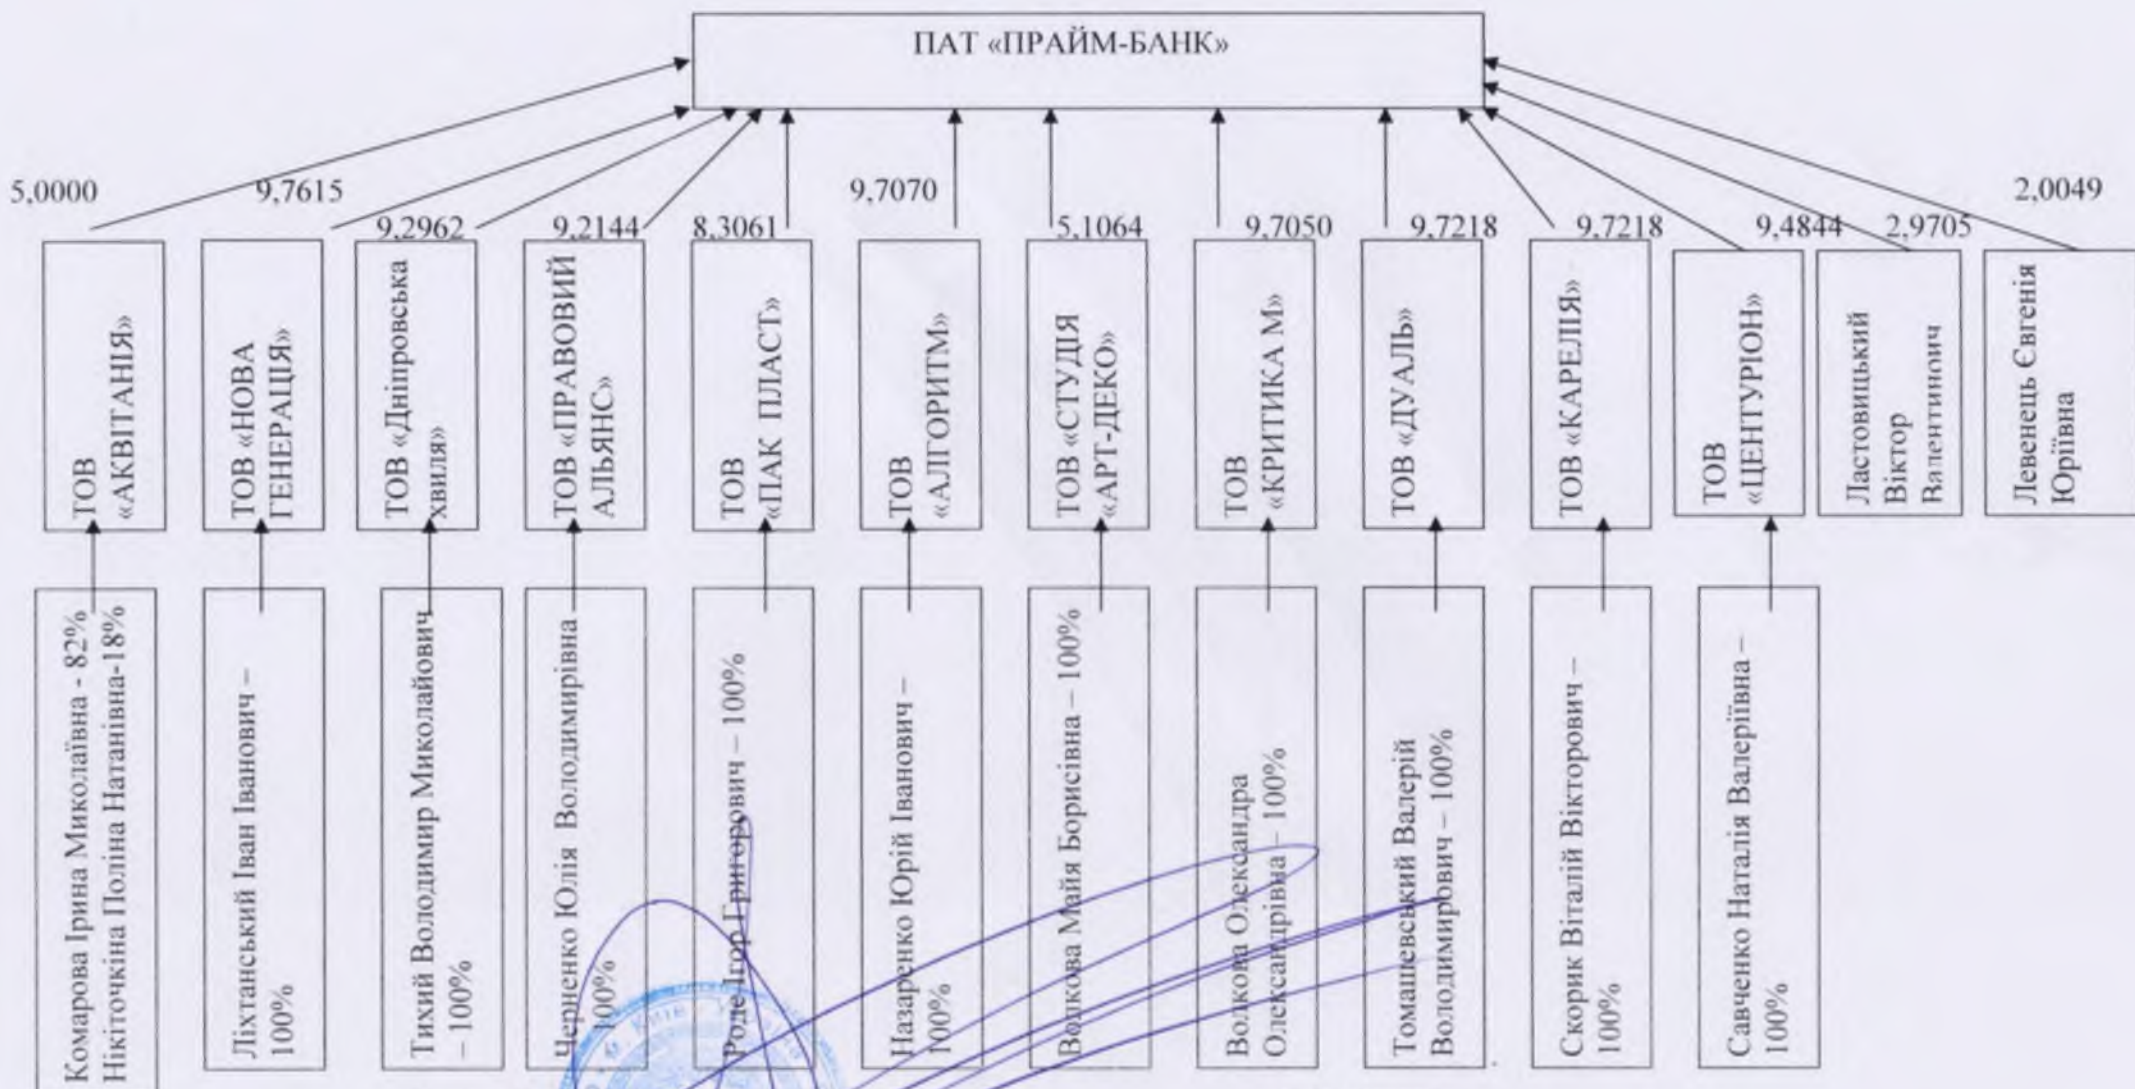 ПАТ «ПРАЙМ-БАНК»
5,0000
9,7615
9,2962
9,2144
8,3061
9,7070
5,1064
9,7050
9,7218
9,7218
9,4844
2,9705
2,0049
ТОВ
«АКВІТАНІЯ»
ТОВ «НОВА
ГЕНЕРАЦІЯ»
ТОВ «Дніпровська
хвиля»
ТОВ «ПРАВОВИЙ
АЛЬЯНС»
ТОВ
«ПАК ПЛАСТ»
ТОВ
«АЛГОРИТМ»
ТОВ «СТУДІЯ
«АРТ-ДЕКО»
ТОВ
«КРИТИКА М»
ТОВ «ДУАЛЬ»
ТОВ «КАРЕЛІЯ»
ТОВ
«ЦЕНТУРІОН»
Ластовицький
Віктор
Валентинович
Левенець Євгенія
Юріївна
Комарова Ірина Миколаївна - 82%
Нікіточкіна Поліна Натанівна-18%
Ліхтанський Іван Іванович –
100%
Тихий Володимир Миколайович
– 100%
Черненко Юлія Володимирівна
100%
Роде Ігор Григорович – 100%
Назаренко Юрій Іванович –
100%
Волкова Майя Борисівна – 100%
Волкова Олександра
Олександрівна – 100%
Томашевський Валерій
Володимирович – 100%
Скорик Віталій Вікторович –
100%
Савченко Наталія Валеріївна –
100%